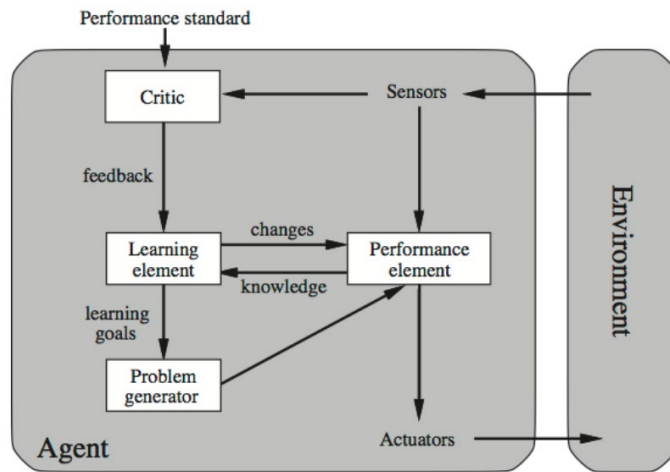 Performance standard
Critic
Sensors
feedback
changes
Learning
element
Performance
element
knowledge
learning
goals
Problem
generator
Agent
Actuators
Environment